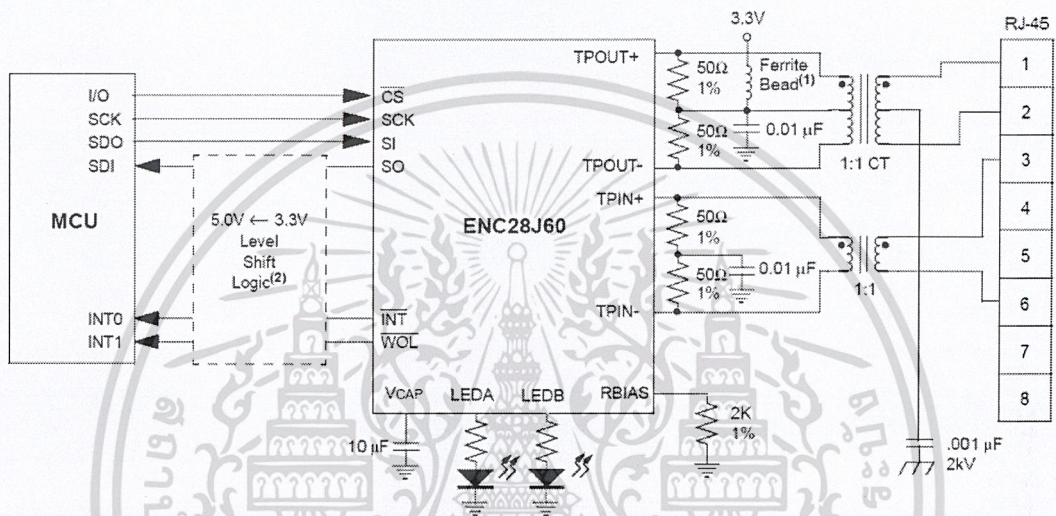 3.3V
RJ-45
TPOUT+
50Ω
1%
Ferrite
Bead(1)
1
I/O
SCK
SDO
SDI
CS
SCK
SI
SO
50Ω
1%
0.01 µF
2
TPOUT-
1:1 CT
3
TPIN+
MCU
5.0V ← 3.3V
Level
Shift
Logic(2)
ENC28J60
50Ω
1%
4
50Ω
1%
0.01 µF
5
1:1
TPIN-
6
INT0
INT1
INT
WOL
7
VCAP
LEDA
LEDB
RBIAS
8
10 µF
2K
1%
.001 µF
2kV